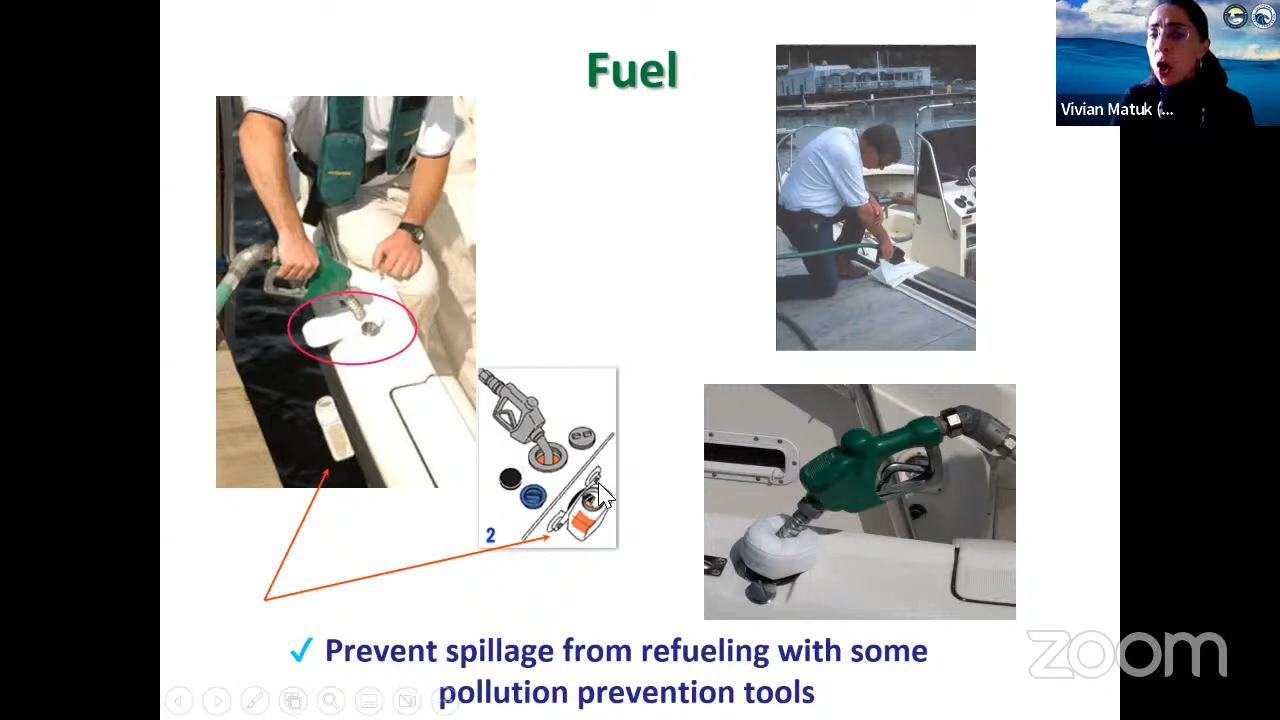 Fuel
Vivian Matuk (...
2
✓ Prevent spillage from refueling with some
pollution prevention tools
zoom